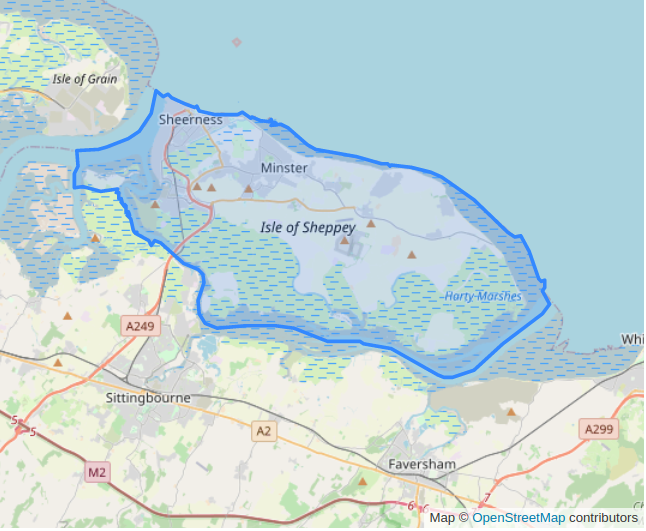 Isle of Grain
Sheerness
Minster
Isle of Sheppey
Harty Marshes
A249
Whi
Sittingbourne
5
5
A2
A299
M2
Faversham
7
6
Map © OpenStreetMap contributors